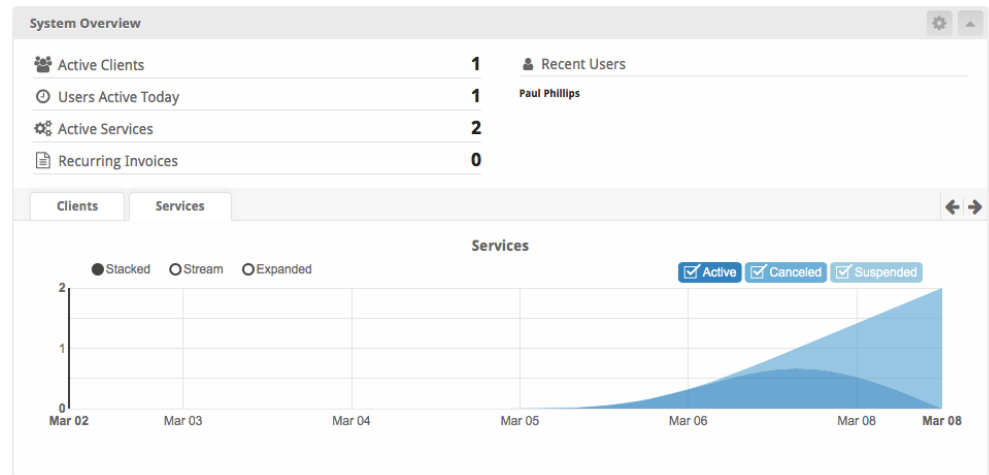 System Overview
Active Clients 1
Users Active Today 1
Active Services 2
Recurring Invoices 0
Recent Users
Paul Phillips
Clients Services
Services
Stacked Stream Expanded Active Canceled Suspended
2
1
0
Mar 02 Mar 03 Mar 04 Mar 05 Mar 06 Mar 08 Mar 08